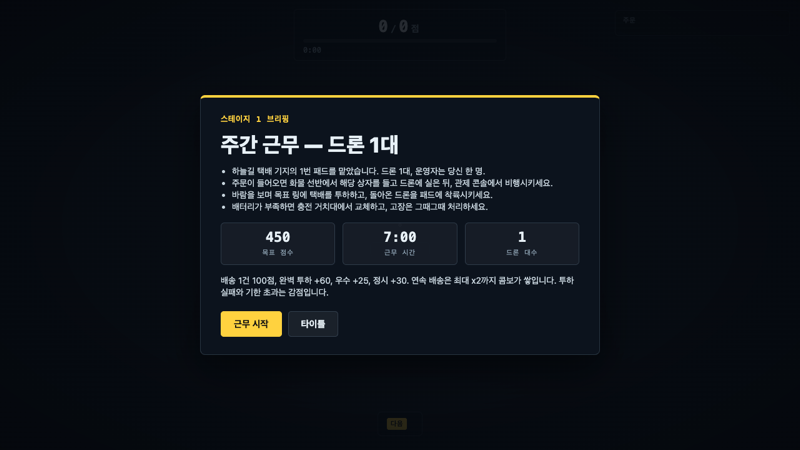 0 / 0 점
0:00
스테이지 1 브리핑
주간 근무 — 드론 1대
• 하늘길 택배 기지의 1번 패드를 맡았습니다. 드론 1대, 운영자는 당신 한 명.
• 주문이 들어오면 화물 선반에서 해당 상자를 들고 드론에 실은 뒤, 관제 콘솔에서 비행시키세요.
• 바람을 보며 목표 링에 택배를 투하하고, 돌아온 드론을 패드에 착륙시키세요.
• 배터리가 부족하면 충전 거치대에서 교체하고, 고장은 그때그때 처리하세요.
450
목표 점수
7:00
근무 시간
1
드론 대수
배송 1건 100점, 완벽 투하 +60, 우수 +25, 정시 +30. 연속 배송은 최대 x2까지 콤보가 쌓입니다. 투하
실패와 기한 초과는 감점입니다.
근무 시작
타이틀
다음